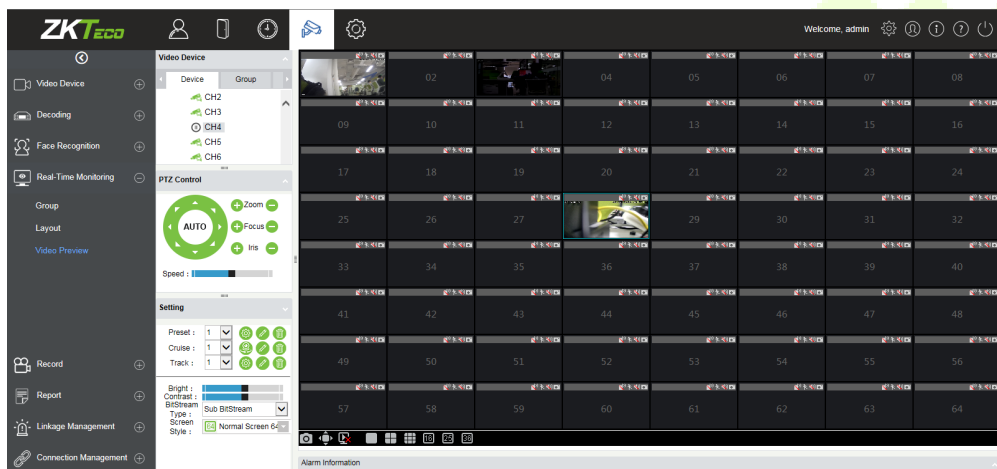 ZKTeco
Welcome, admin
Video Device
Decoding
Face Recognition
Real-Time Monitoring
Group
Layout
Video Preview
Record
Report
Linkage Management
Connection Management
Video Device
Device Group
CH2
CH3
CH4
CH5
CH6
PTZ Control
AUTO
Zoom
Focus
Iris
Speed :
Setting
Preset : 1
Cruise : 1
Track : 1
Bright :
Contrast :
BitStream Type : Sub BitStream
Screen Style : 64 Normal Screen 64
02 04 05 06 07 08
09 10 11 12 13 14 15 16
17 18 19 20 21 22 23 24
25 26 27 29 30 31 32
33 34 35 36 37 38 39 40
41 42 43 44 45 46 47 48
49 50 51 52 53 54 55 56
57 58 59 60 61 62 63 64
16 25 36
Alarm Information